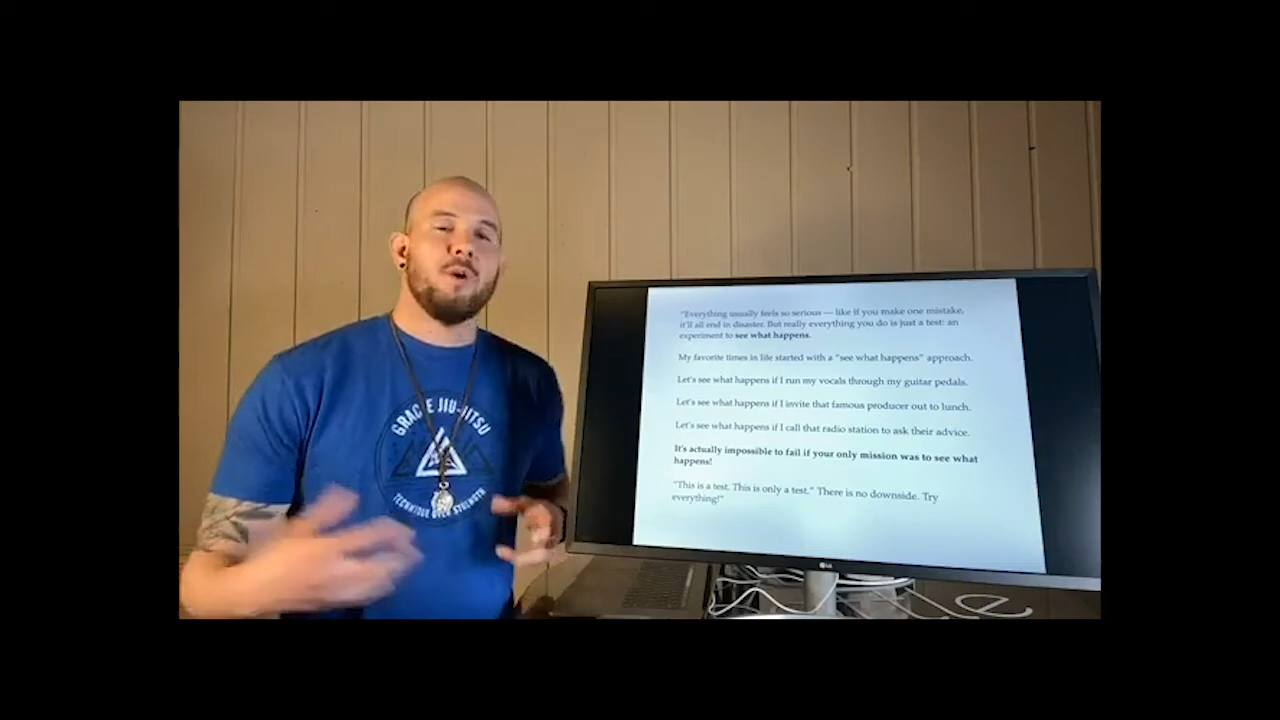 "Everything usually feels so serious — like if you make one mistake,
it'll all end in disaster. But really everything you do is just a test: an
experiment to see what happens.
My favorite times in life started with a "see what happens" approach.
Let's see what happens if I run my vocals through my guitar pedals.
Let's see what happens if I invite that famous producer out to lunch.
Let's see what happens if I call that radio station to ask their advice.
It's actually impossible to fail if your only mission was to see what
happens!
"This is a test. This is only a test." There is no downside. Try
everything!"
GRACIE JIU-JITSU
TECHNIQUE OVER STRENGTH
LG